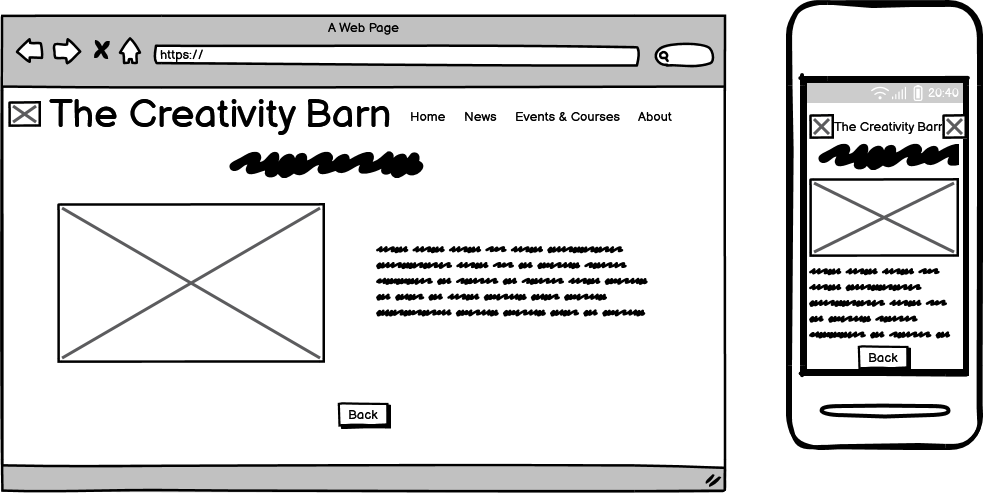 A Web Page
https://
The Creativity Barn Home News Events & Courses About
Back
20:40
The Creativity Barn
Back